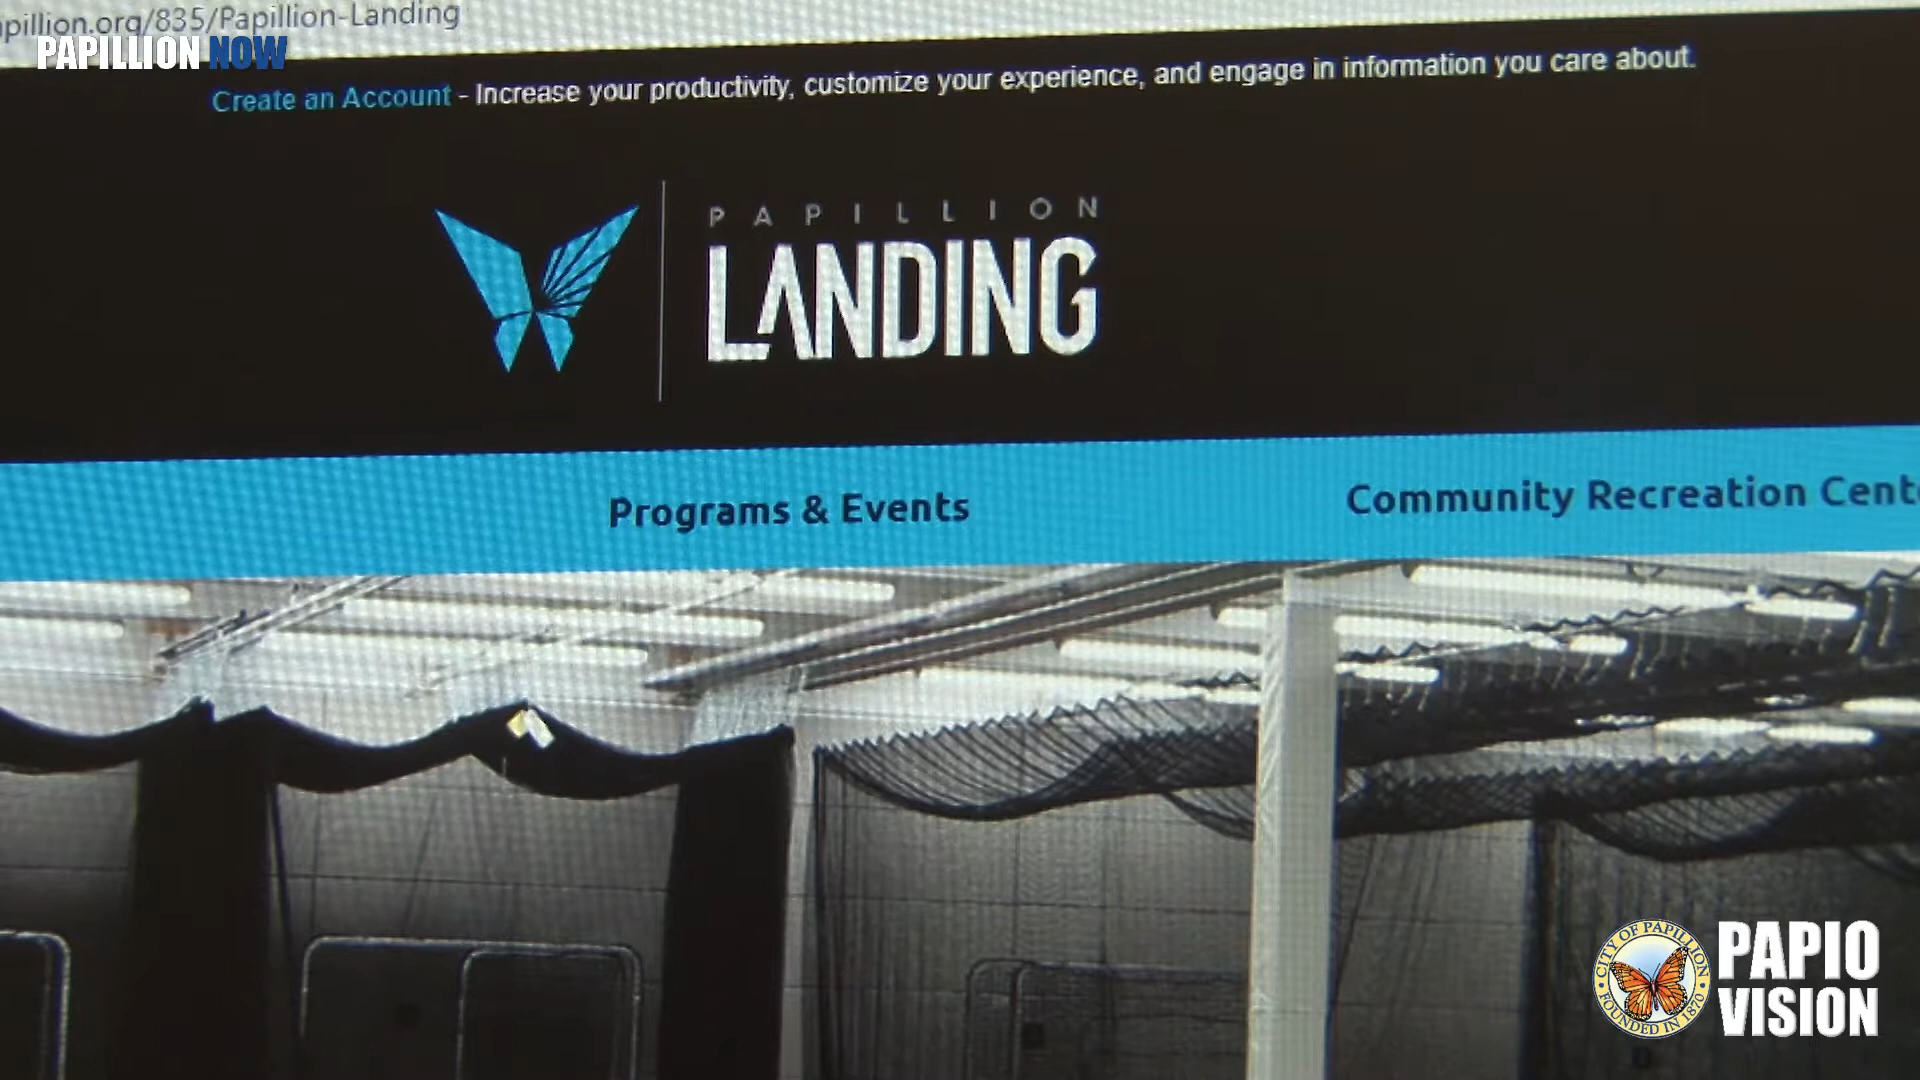 pillion.org/835/Papillion-Landing
PAPILLION NOW
Create an Account - Increase your productivity, customize your experience, and engage in information you care about.
PAPILLION
LANDING
Programs & Events
Community Recreation Cent
CITY OF PAPILLION
FOUNDED IN 1870
PAPIO
VISION